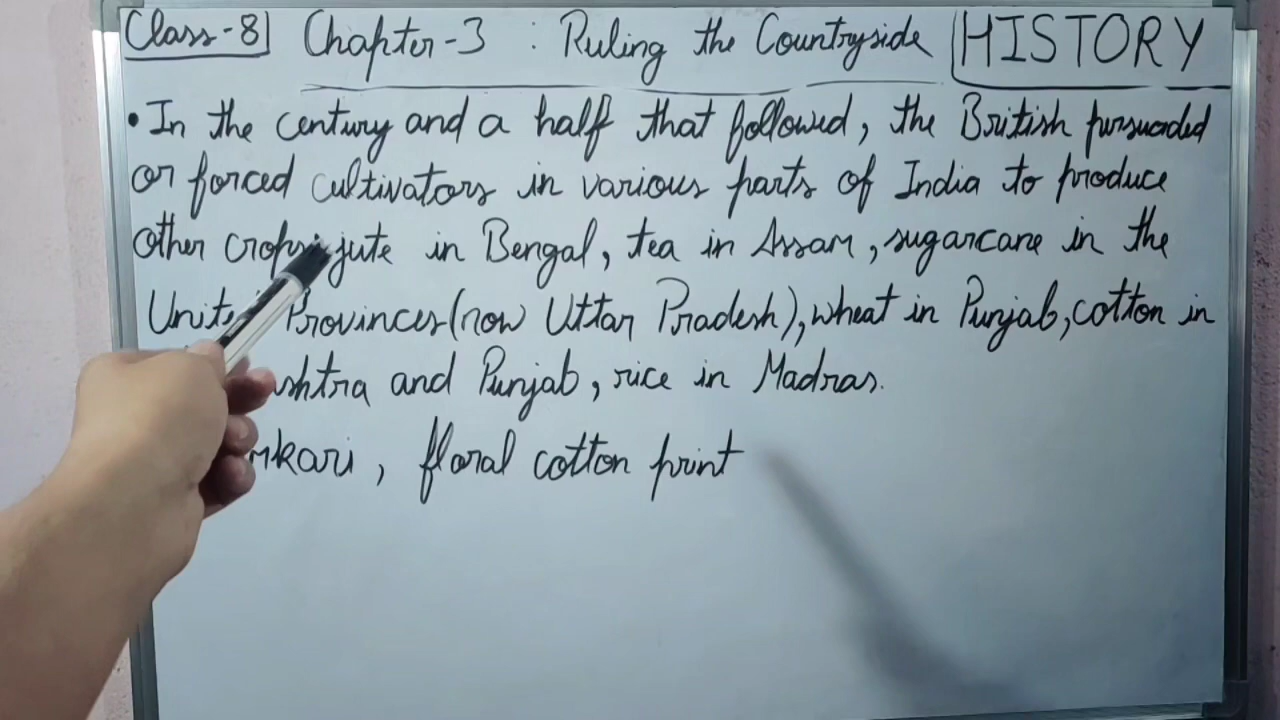 Class-8 Chapter-3 : Ruling the Countryside HISTORY
• In the century and a half that followed, the British persuaded
or forced cultivators in various parts of India to produce
other crops: jute in Bengal, tea in Assam, sugarcane in the
Provinces (now Uttar Pradesh), wheat in Punjab, cotton in
and Punjab, rice in Madras.
, floral cotton print